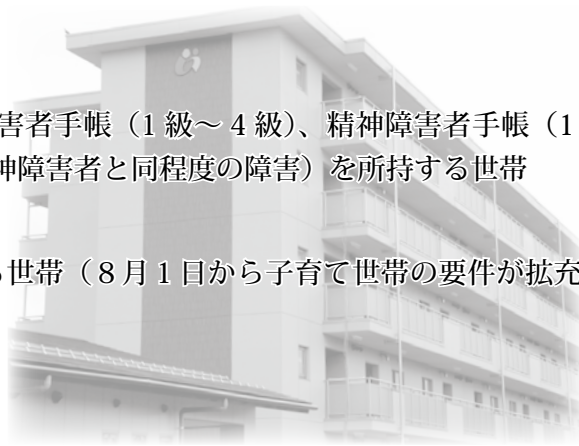 害者手帳（1 級～ 4 級）、精神障害者手帳（1
神障害者と同程度の障害）を所持する世帯
世帯（８月１日から子育て世帯の要件が拡充